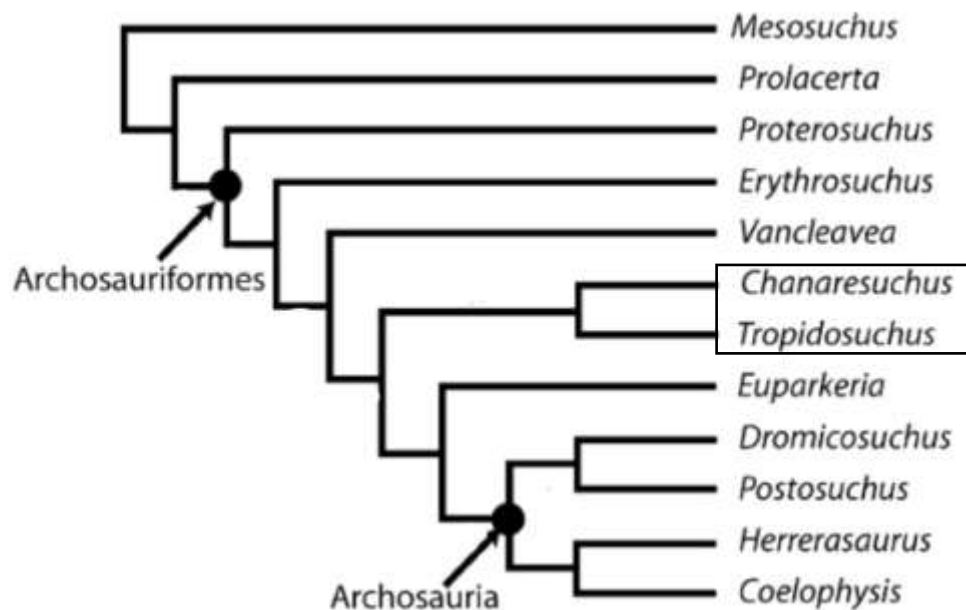 Mesosuchus
Prolacerta
Proterosuchus
Erythrosuchus
Vancleavea
Archosauriformes
Chanaresuchus
Tropidosuchus
Euparkeria
Dromicosuchus
Postosuchus
Herrerasaurus
Archosauria
Coelophysis